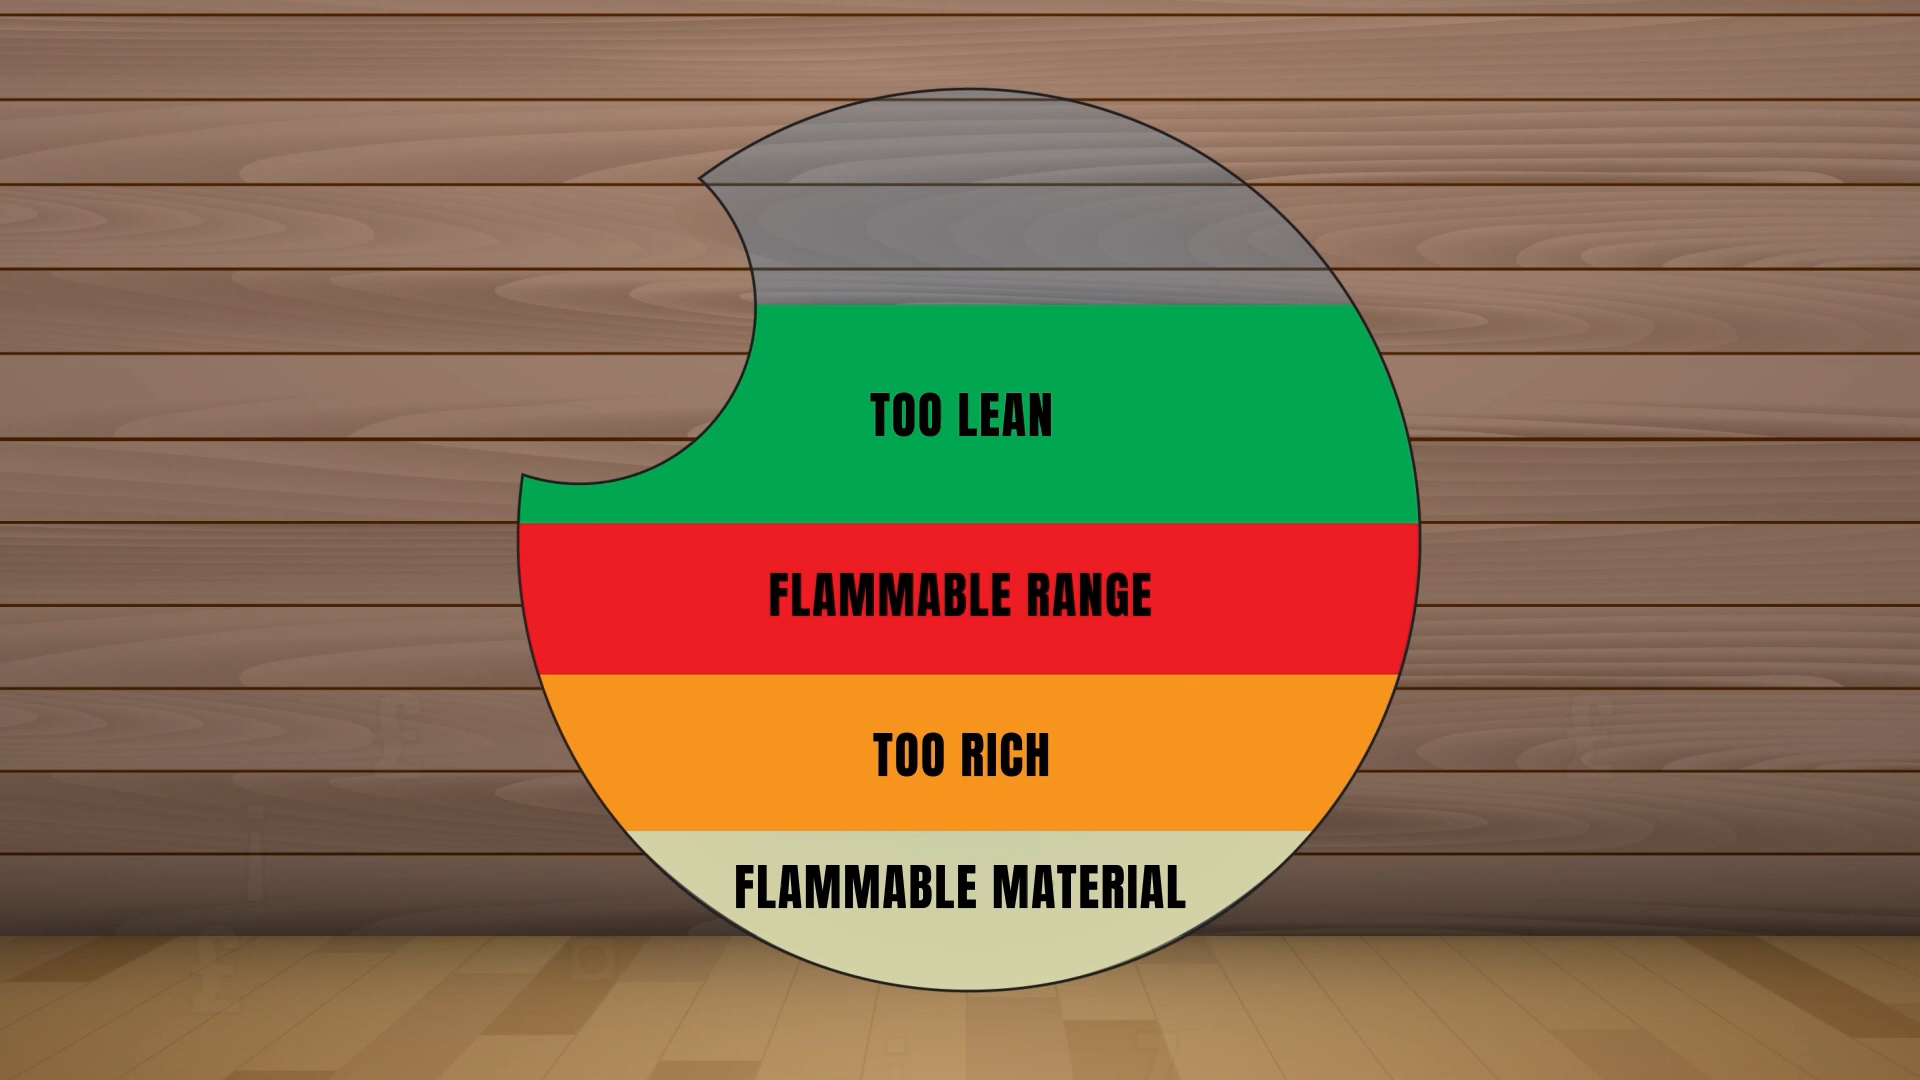 TOO LEAN
FLAMMABLE RANGE
TOO RICH
FLAMMABLE MATERIAL